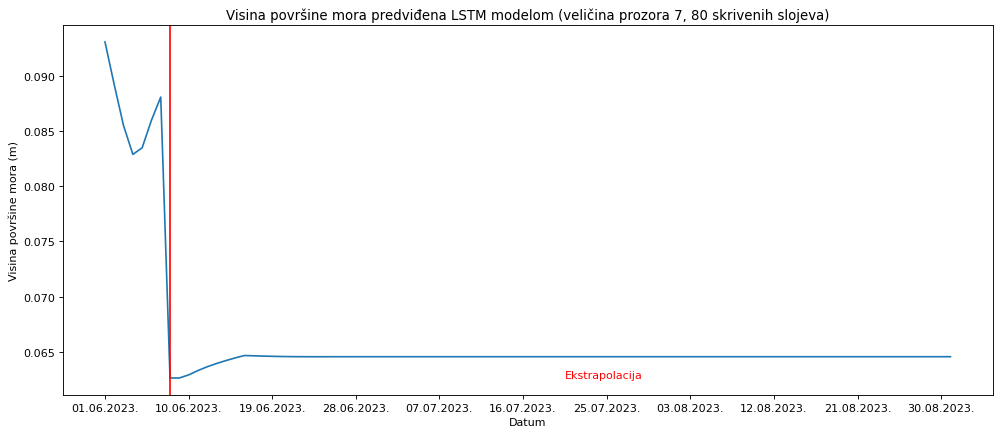 Visina površine mora predviđena LSTM modelom (veličina prozora 7, 80 skrivenih slojeva)
Visina površine mora (m)
0.090
0.085
0.080
0.075
0.070
0.065
Ekstrapolacija
01.06.2023. 10.06.2023. 19.06.2023. 28.06.2023. 07.07.2023. 16.07.2023. 25.07.2023. 03.08.2023. 12.08.2023. 21.08.2023. 30.08.2023.
Datum